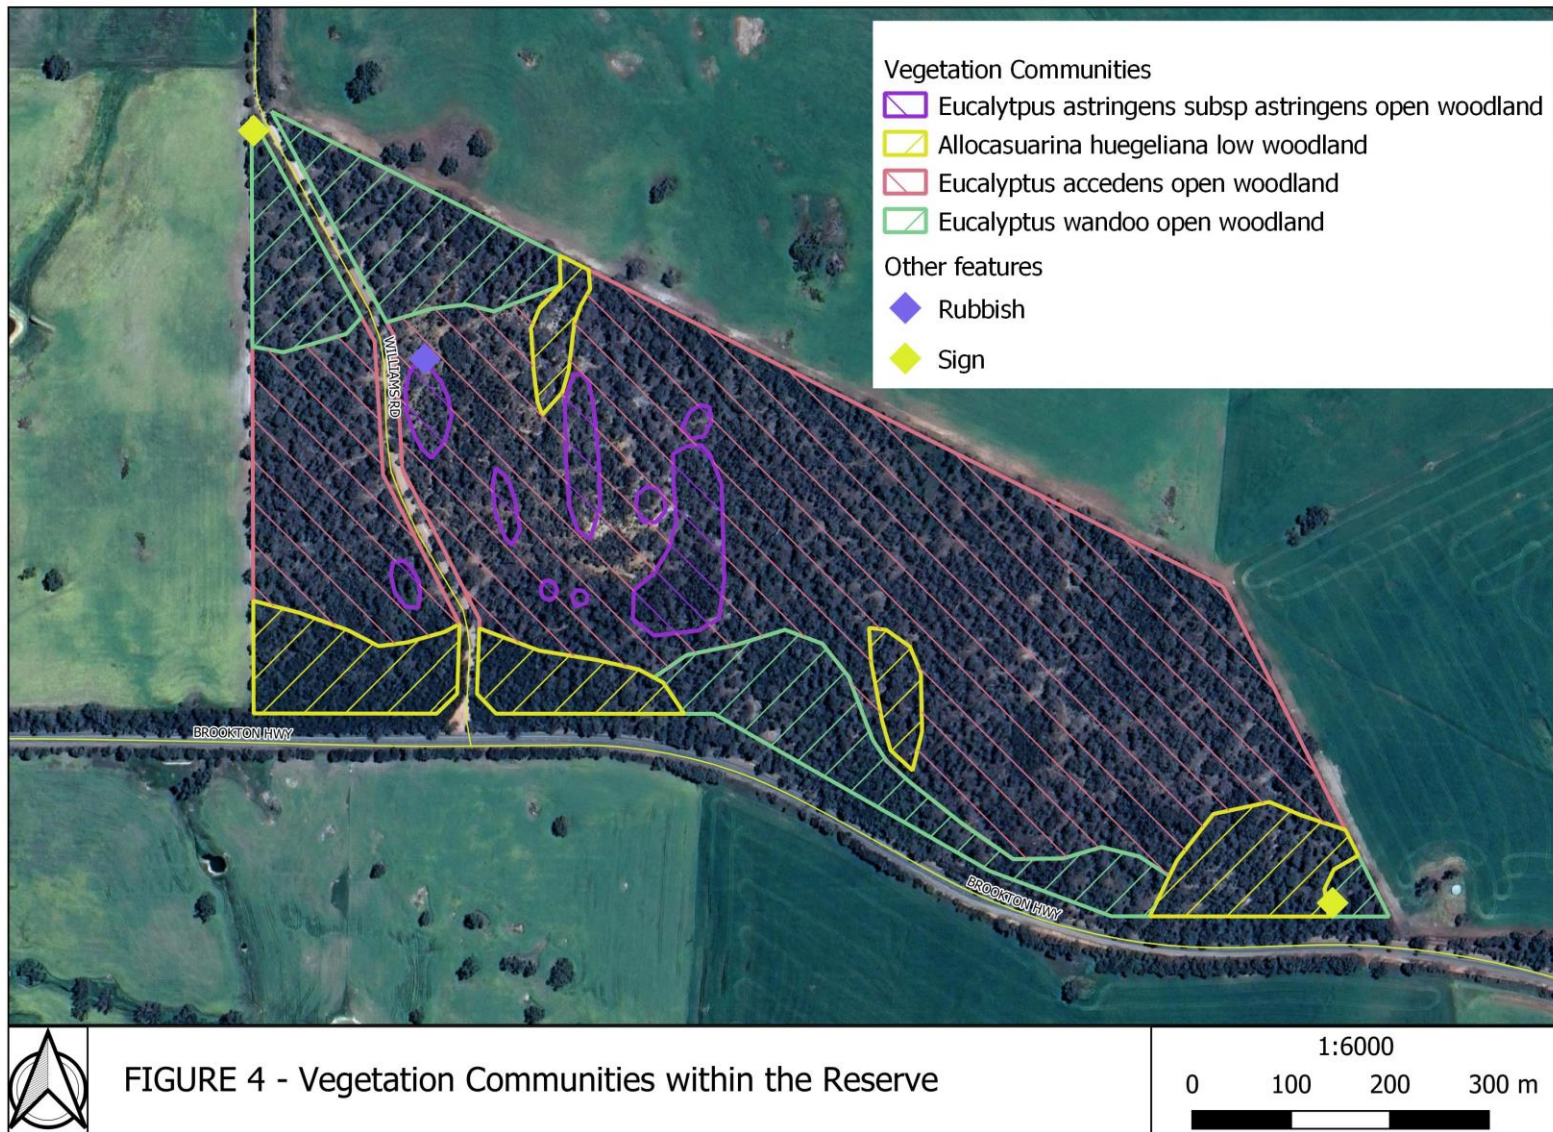 Vegetation Communities
Eucalytpus astringens subsp astringens open woodland
Allocasuarina huegeliana low woodland
Eucalyptus accedens open woodland
Eucalyptus wandoo open woodland
Other features
Rubbish
Sign
WILLIAMS RD
BROOKTON HWY
BROOKTON HWY
FIGURE 4 - Vegetation Communities within the Reserve
1:6000
0 100 200 300 m